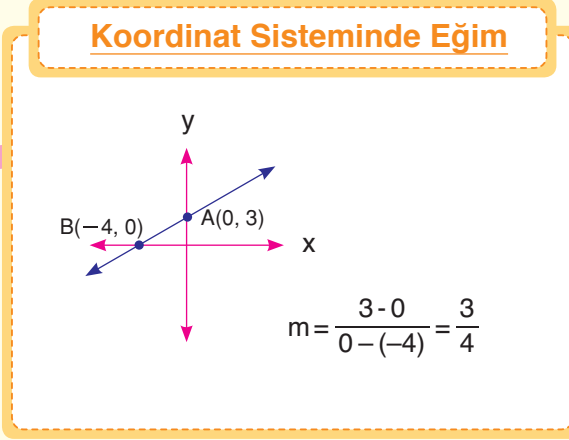 Koordinat Sisteminde Eğim
y
B(−4, 0)
A(0, 3)
x
m = 3 - 0 / 0 − (−4) = 3 / 4